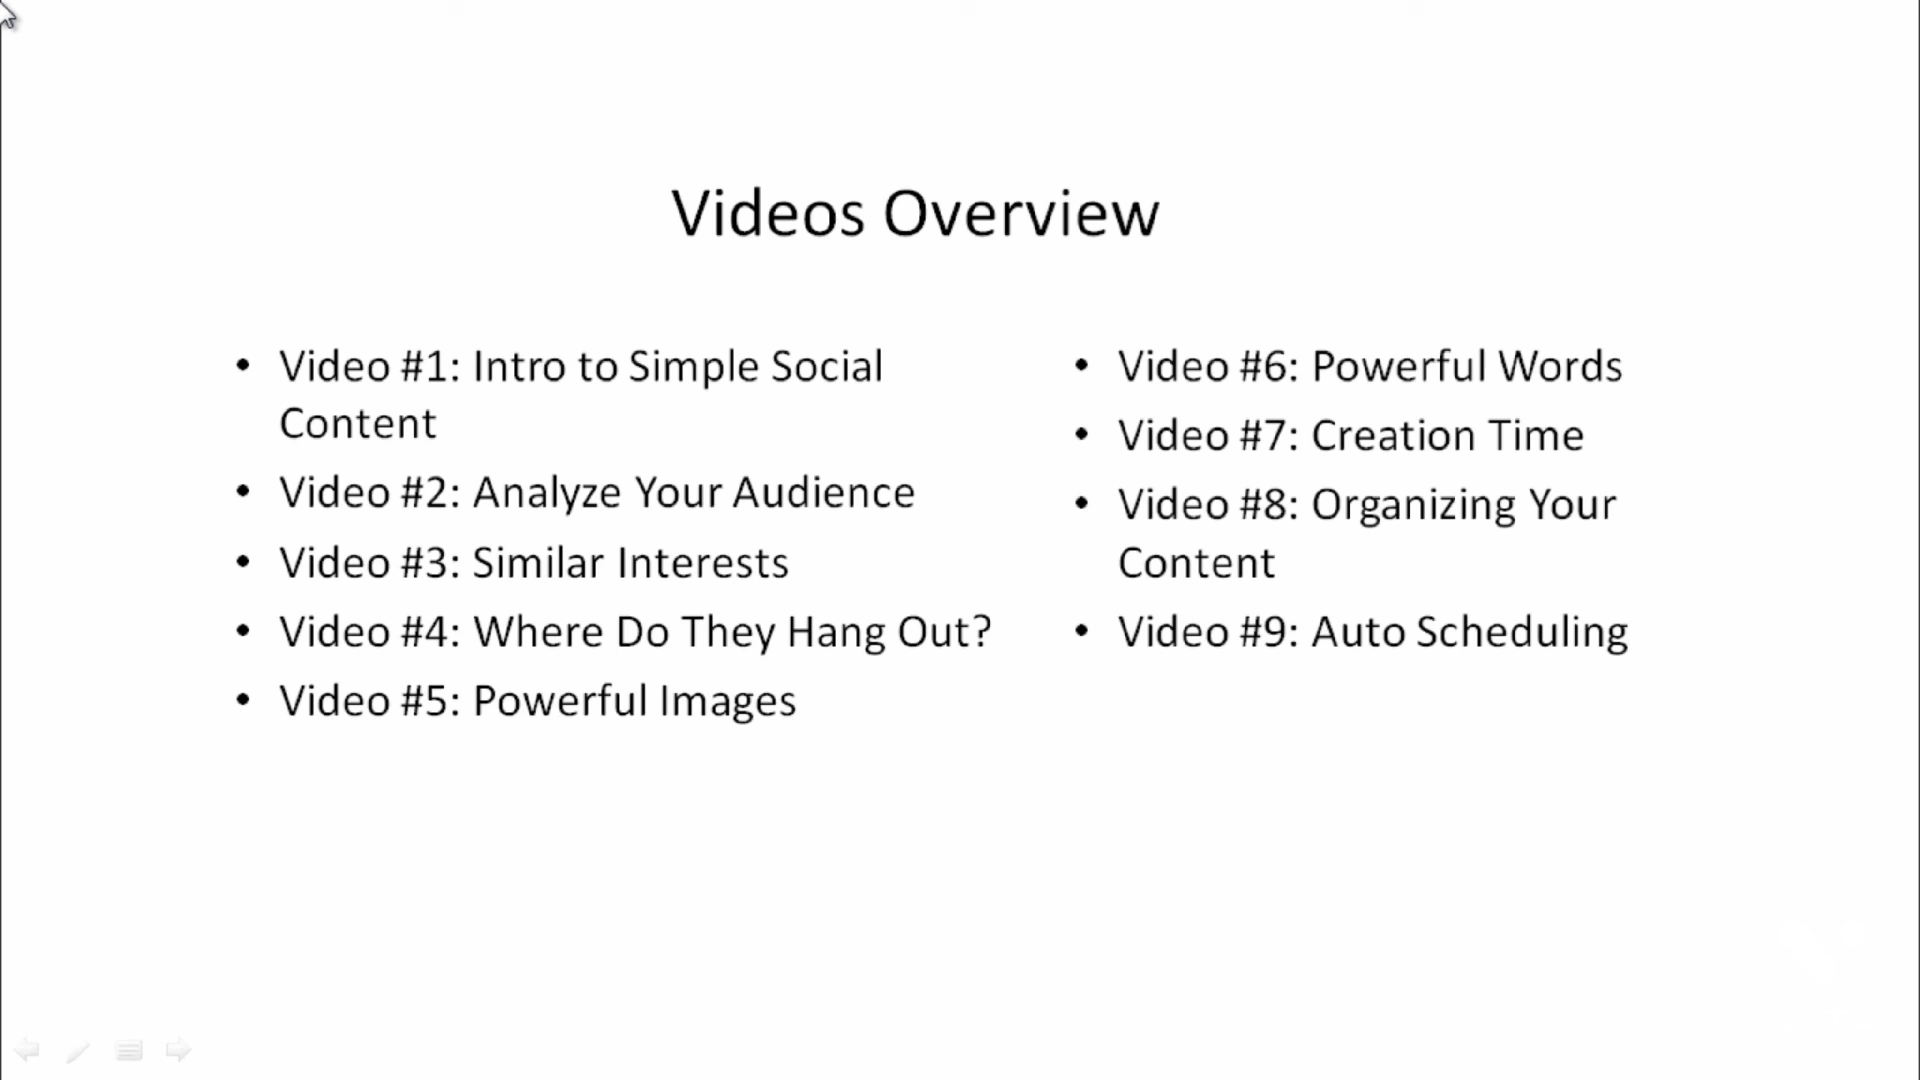 Videos Overview
• Video #1: Intro to Simple Social
Content
• Video #2: Analyze Your Audience
• Video #3: Similar Interests
• Video #4: Where Do They Hang Out?
• Video #5: Powerful Images
• Video #6: Powerful Words
• Video #7: Creation Time
• Video #8: Organizing Your
Content
• Video #9: Auto Scheduling